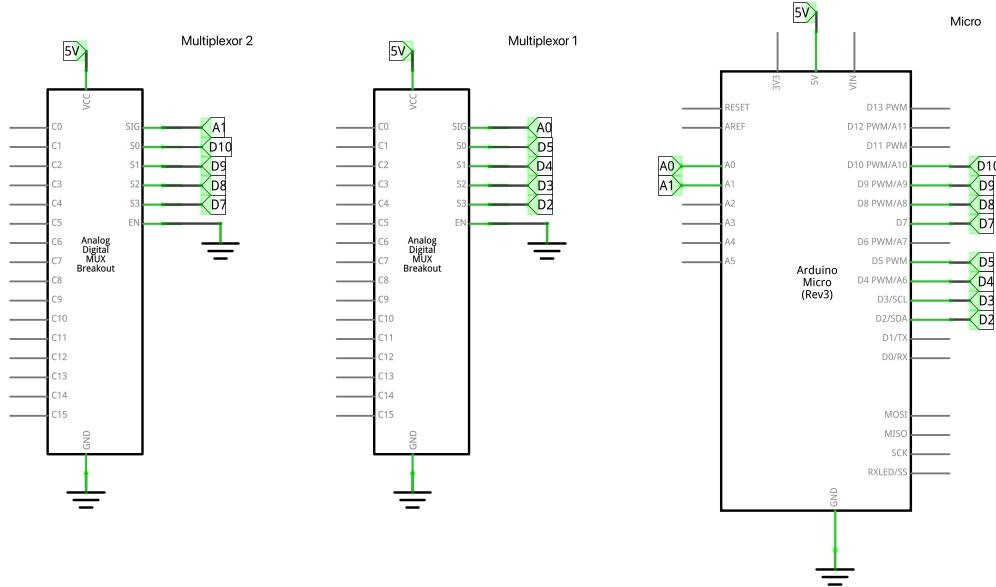 5V
Multiplexor 2
VCC
C0
C1
C2
C3
C4
C5
C6
C7
C8
C9
C10
C11
C12
C13
C14
C15
SIG
S0
S1
S2
S3
EN
A1
D10
D9
D8
D7
Analog
Digital
MUX
Breakout
GND
5V
Multiplexor 1
VCC
C0
C1
C2
C3
C4
C5
C6
C7
C8
C9
C10
C11
C12
C13
C14
C15
SIG
S0
S1
S2
S3
EN
A0
D5
D4
D3
D2
Analog
Digital
MUX
Breakout
GND
5V
Micro
3V3
5V
VIN
RESET
AREF
A0
A1
A0
A1
A2
A3
A4
A5
Arduino
Micro
(Rev3)
D13 PWM
D12 PWM/A11
D11 PWM
D10 PWM/A10
D9 PWM/A9
D8 PWM/A8
D7
D6 PWM/A7
D5 PWM
D4 PWM/A6
D3/SCL
D2/SDA
D1/TX
D0/RX
MOSI
MISO
SCK
RXLED/SS
D10
D9
D8
D7
D5
D4
D3
D2
GND